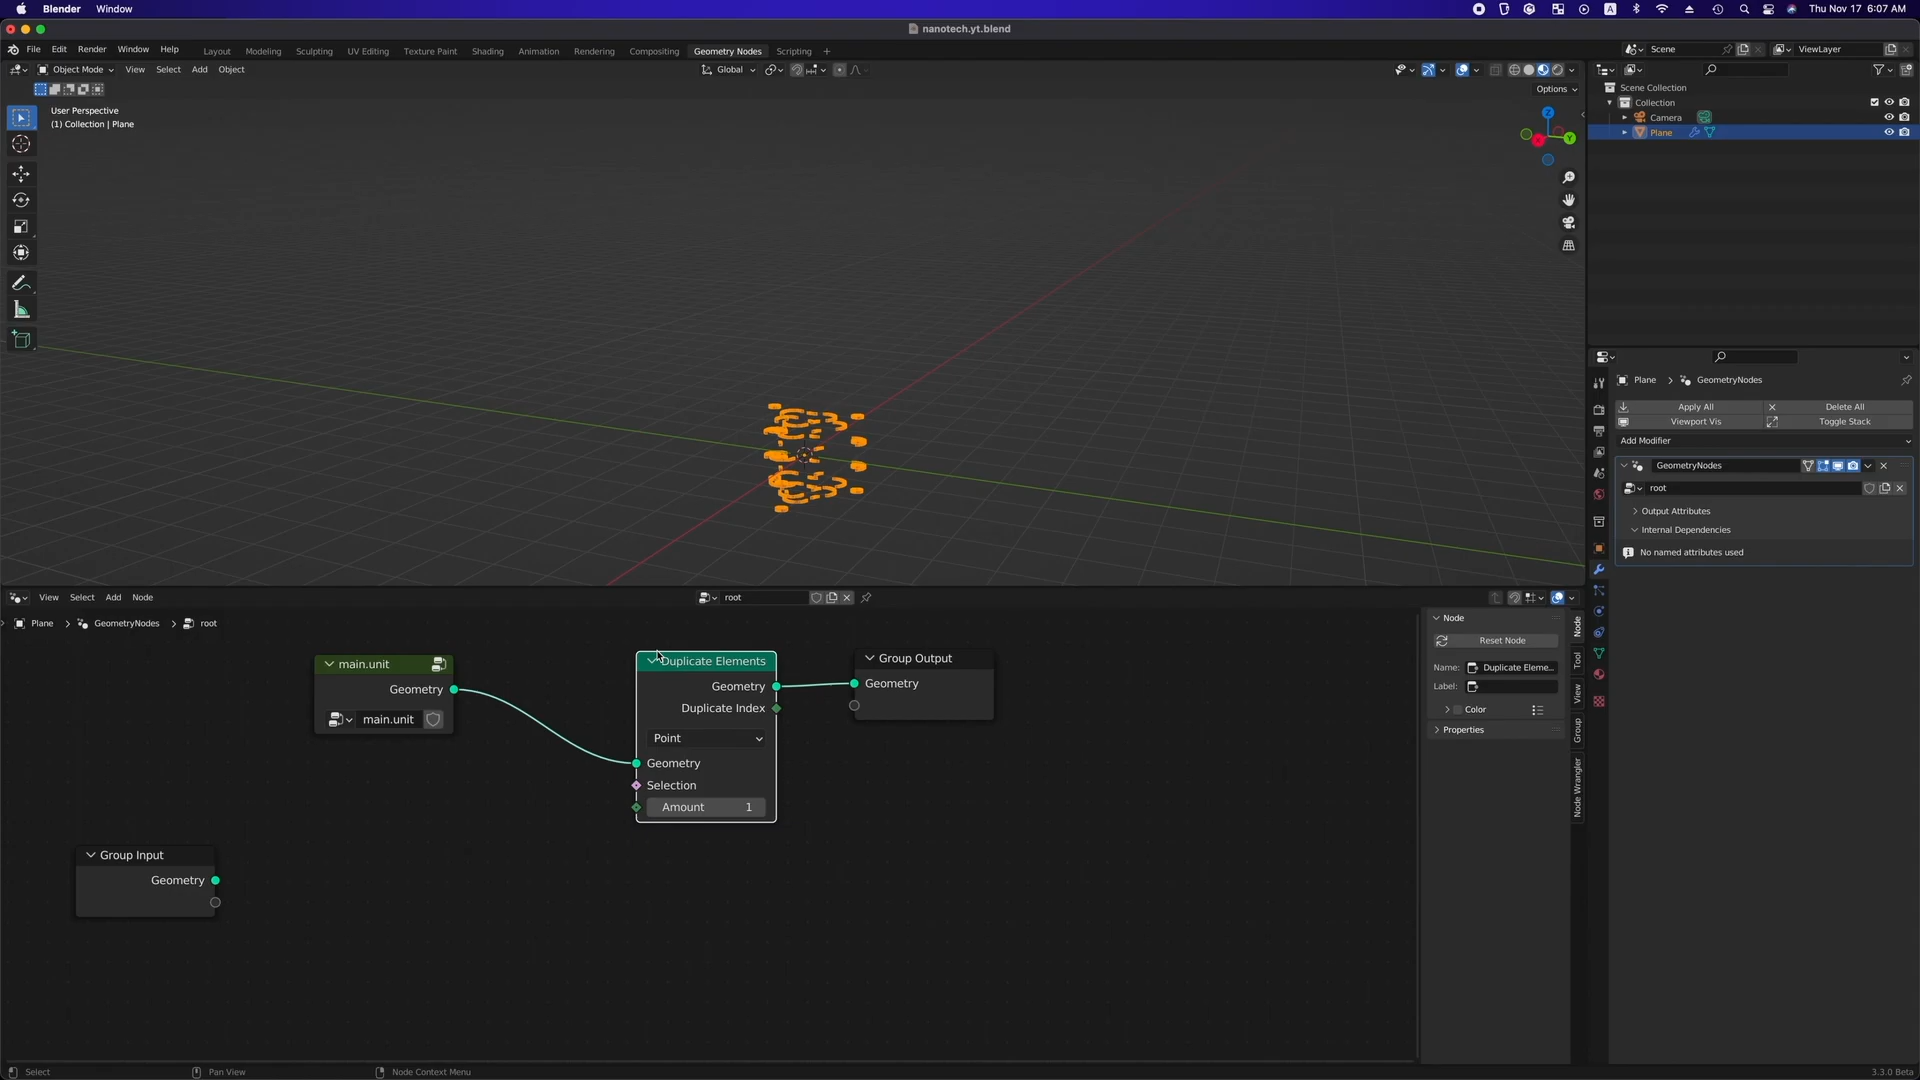 Blender Window A Thu Nov 17 6:07 AM
nanotech.yt.blend
File Edit Render Window Help Layout Modeling Sculpting UV Editing Texture Paint Shading Animation Rendering Compositing Geometry Nodes Scripting + Scene ViewLayer
Object Mode View Select Add Object Global
Options
User Perspective
(1) Collection | Plane
Z
Y
X
Scene Collection
Collection
Camera
Plane
Plane > GeometryNodes
Apply All Delete All
Viewport Vis Toggle Stack
Add Modifier
GeometryNodes
root
Output Attributes
Internal Dependencies
No named attributes used
View Select Add Node root
Plane > GeometryNodes > root
main.unit
Geometry
main.unit
Duplicate Elements
Geometry
Duplicate Index
Point
Geometry
Selection
Amount 1
Group Output
Geometry
Group Input
Geometry
Node
Reset Node
Name: Duplicate Eleme...
Label:
Color
Properties
Node
Tool
View
Group
Node Wrangler
Select Pan View Node Context Menu 3.3.0 Beta